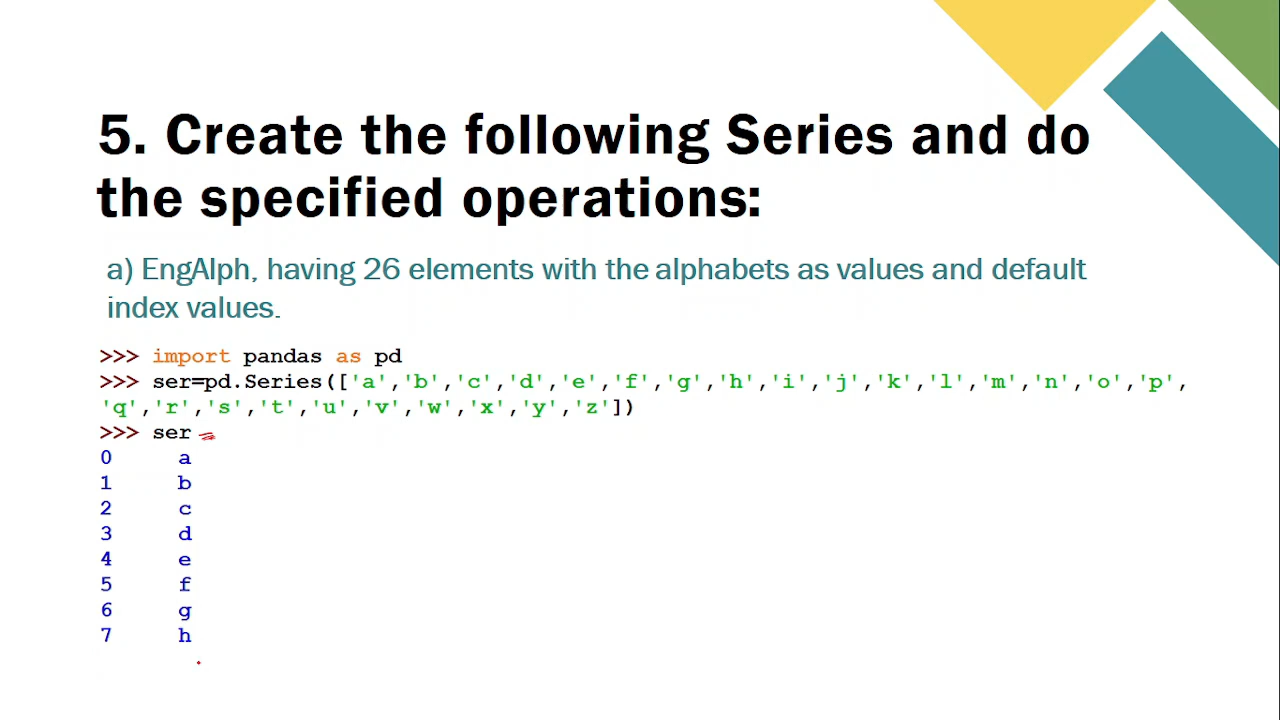 5. Create the following Series and do
the specified operations:
a) EngAlph, having 26 elements with the alphabets as values and default
index values.
>>> import pandas as pd
>>> ser=pd.Series(['a','b','c','d','e','f','g','h','i','j','k','l','m','n','o','p',
'q','r','s','t','u','v','w','x','y','z'])
>>> ser
0 a
1 b
2 c
3 d
4 e
5 f
6 g
7 h